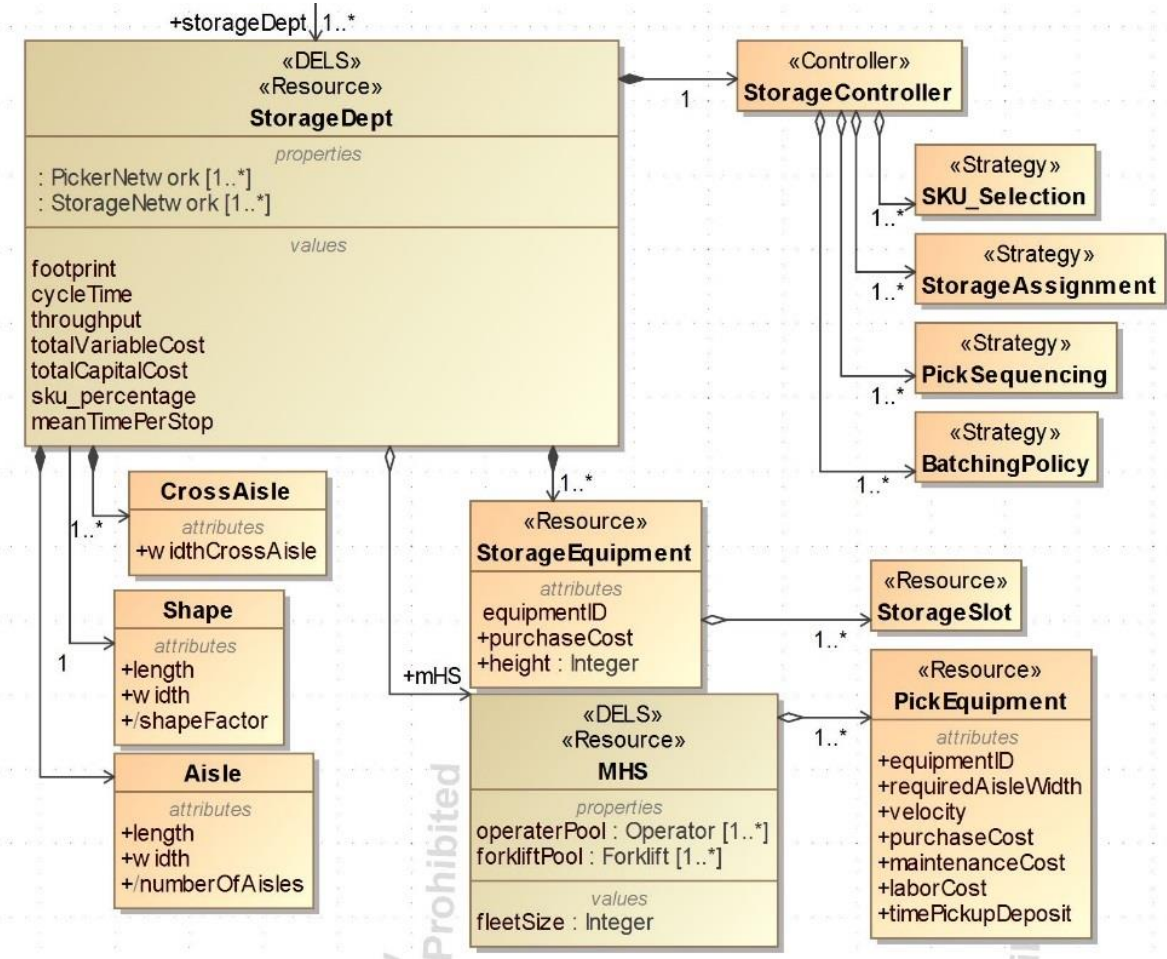 +storageDept 1..*
«DELS»
«Resource»
StorageDept
properties
: PickerNetw ork [1..*]
: StorageNetw ork [1..*]
values
footprint
cycleTime
throughput
totalVariableCost
totalCapitalCost
sku_percentage
meanTimePerStop
1
«Controller»
StorageController
«Strategy»
SKU_Selection
1..*
«Strategy»
StorageAssignment
1..*
«Strategy»
PickSequencing
1..*
«Strategy»
BatchingPolicy
1..*
CrossAisle
attributes
+w idthCrossAisle
1..*
Shape
attributes
+length
+w idth
+/shapeFactor
1
Aisle
attributes
+length
+w idth
+/numberOfAisles
1..*
«Resource»
StorageEquipment
attributes
equipmentID
+purchaseCost
+height : Integer
1..*
«Resource»
StorageSlot
+mHS
«DELS»
«Resource»
MHS
properties
operaterPool : Operator [1..*]
forkliftPool : Forklift [1..*]
values
fleetSize : Integer
1..*
«Resource»
PickEquipment
attributes
+equipmentID
+requiredAisleWidth
+velocity
+purchaseCost
+maintenanceCost
+laborCost
+timePickupDeposit
Prohibited